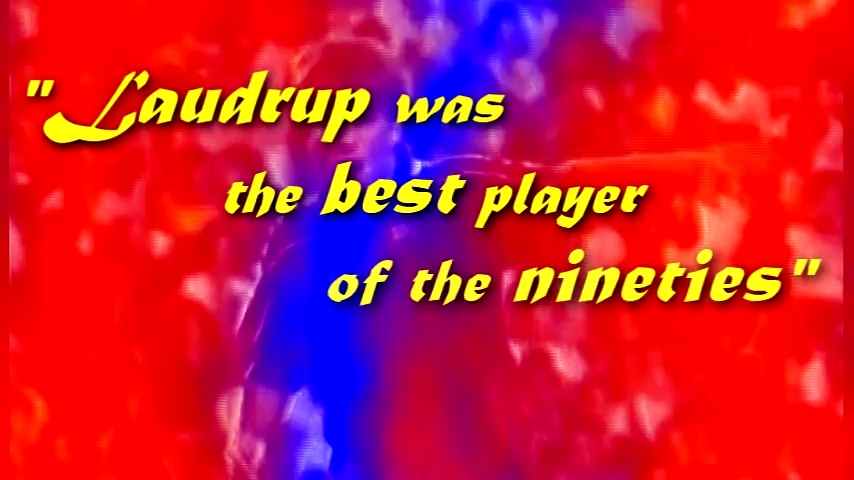 "Laudrup was
the best player
of the nineties"